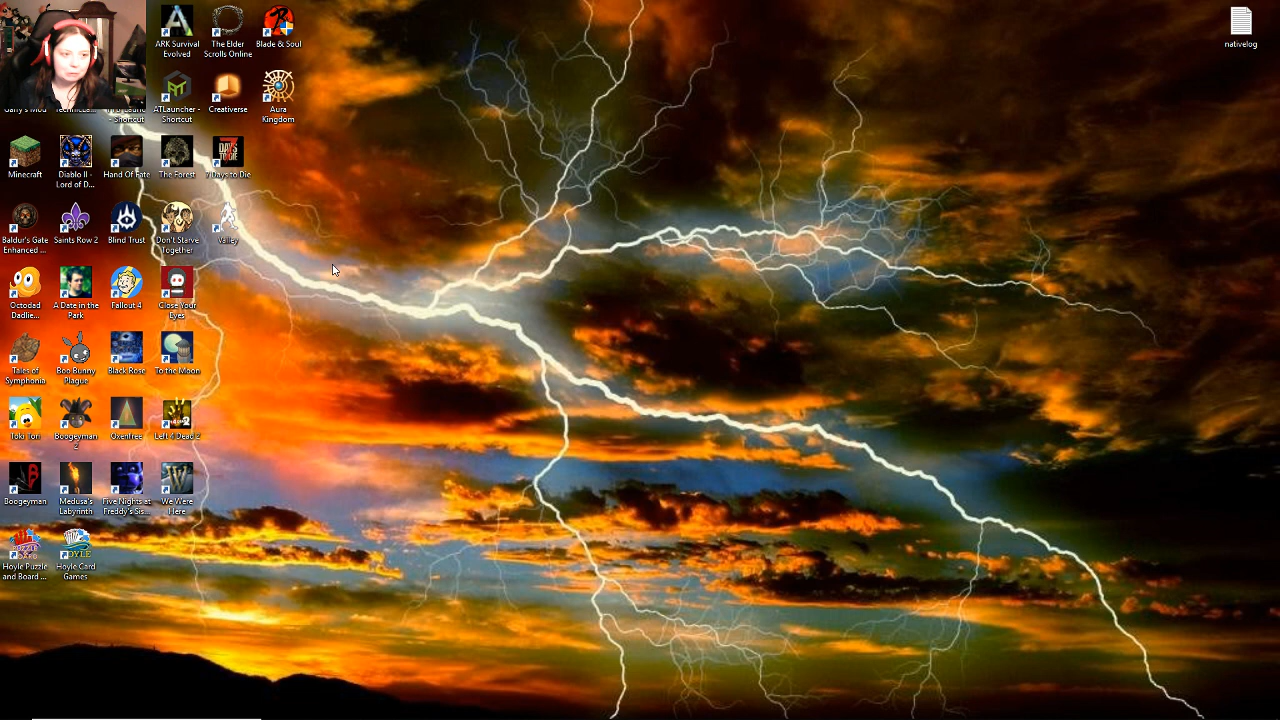 ARK Survival
Evolved
The Elder
Scrolls Online
Blade & Soul
nativelog
Garry's Mod
- Shortcut
ATLauncher -
Shortcut
Creativerse
Aura
Kingdom
Minecraft
Diablo II -
Lord of D...
Hand Of Fate
The Forest
7 Days to Die
Baldur's Gate
Enhanced ...
Saints Row 2
Blind Trust
Don't Starve
Together
Valley
Octodad
Dadlie...
A Date in the
Park
Fallout 4
Close Your
Eyes
Tales of
Symphonia
Boo Bunny
Plague
Black Rose
To the Moon
Toki Tori
Boogeyman
2
Oxenfree
Left 4 Dead 2
Boogeyman
Medusa's
Labyrinth
Five Nights at
Freddy's Sis...
We Were
Here
Hoyle Puzzle
and Board ...
Hoyle Card
Games